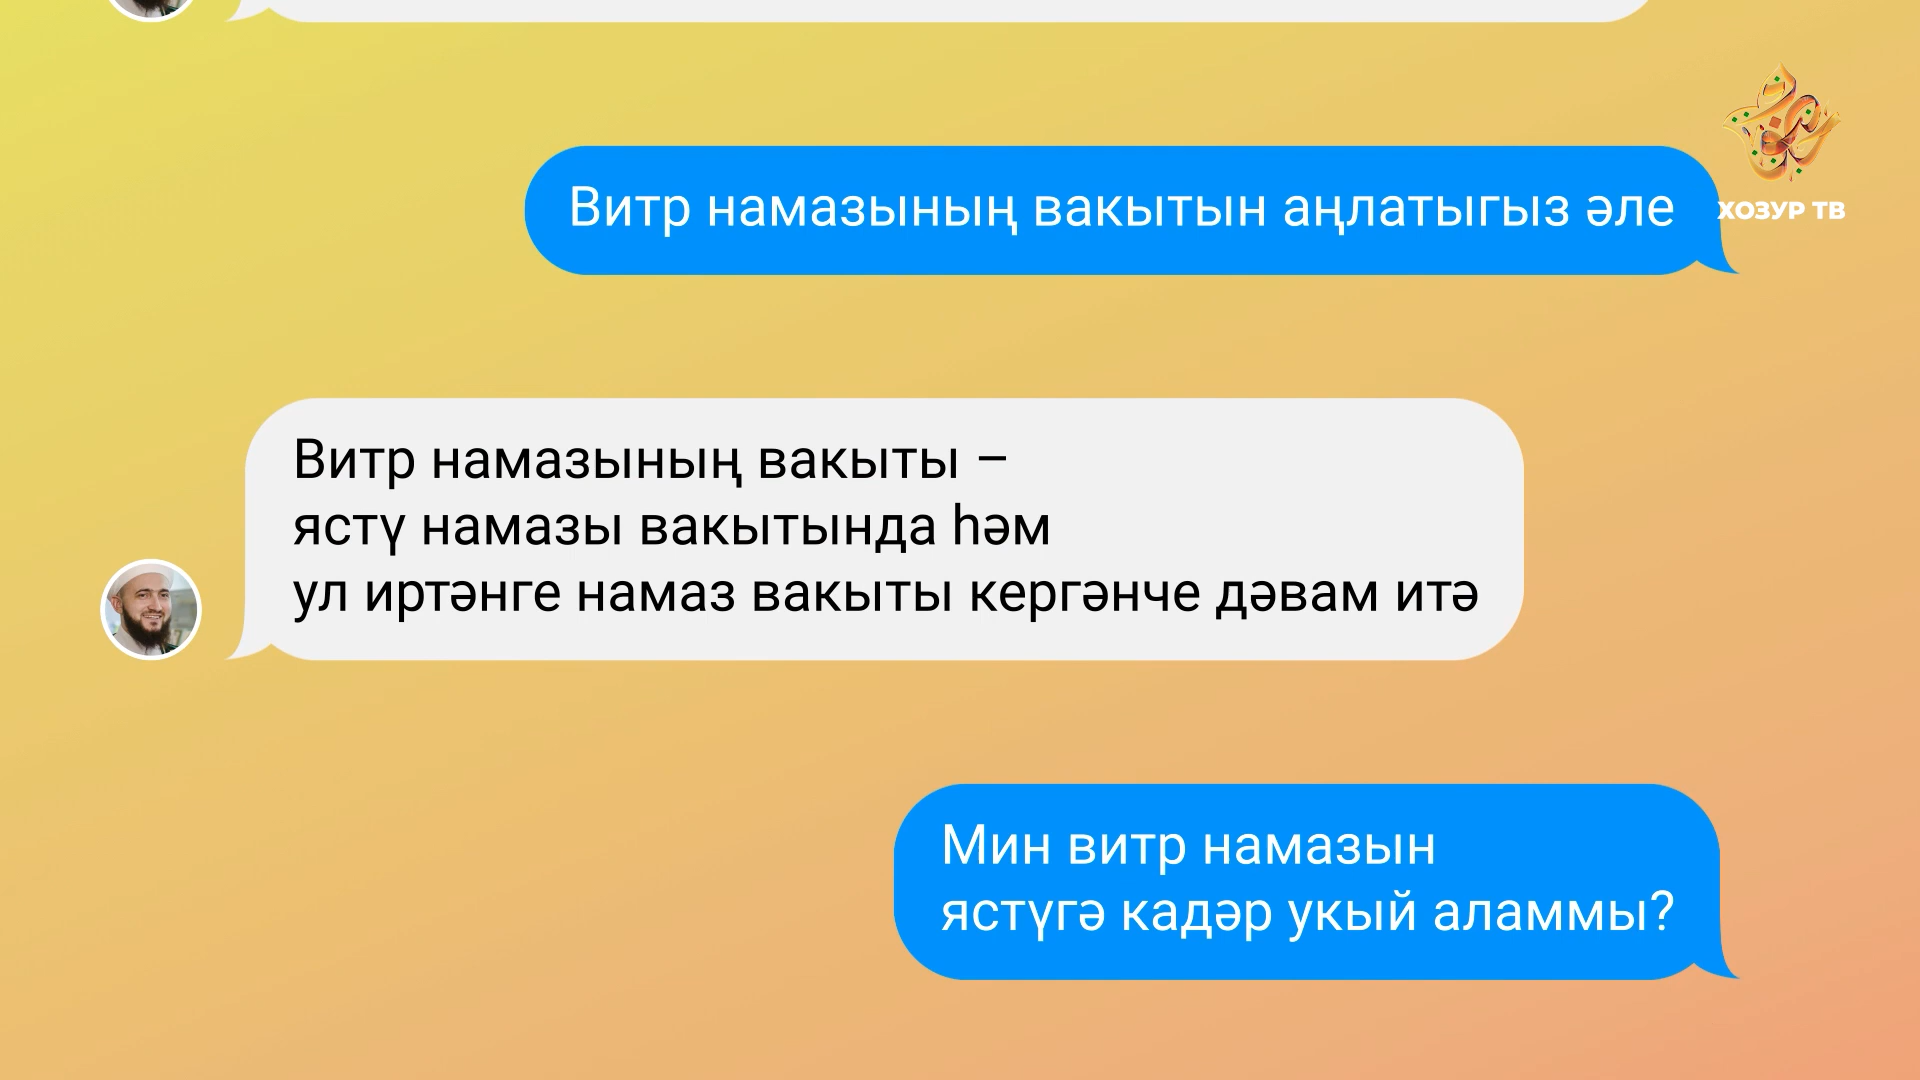 Витр намазының вакытын аңлатыгыз әле
ХОЗУР ТВ
Витр намазының вакыты –
ястү намазы вакытында һәм
ул иртәнге намаз вакыты кергәнче дәвам итә
Мин витр намазын
ястүгә кадәр укый аламмы?